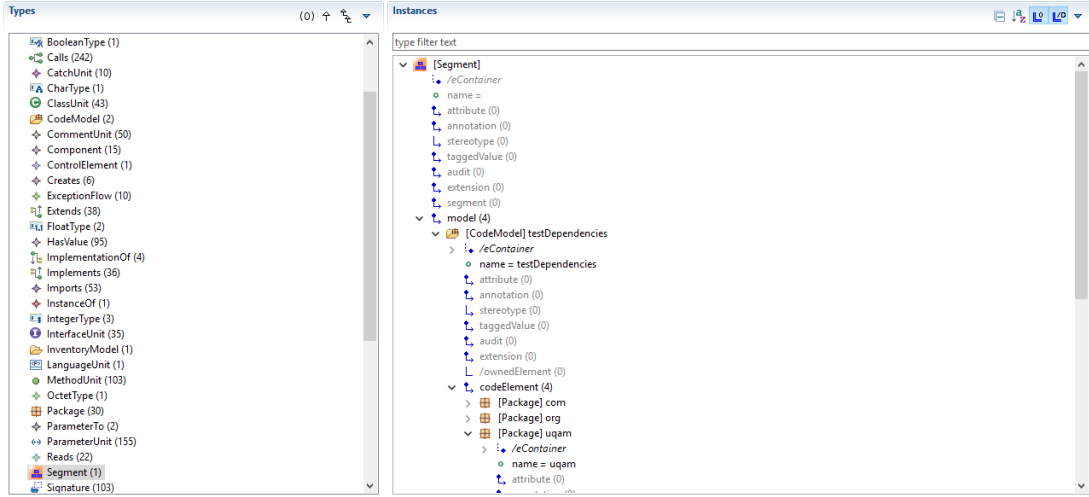 Types
(0)
BooleanType (1)
Calls (242)
CatchUnit (10)
CharType (1)
ClassUnit (43)
CodeModel (2)
CommentUnit (50)
Component (15)
ControlElement (1)
Creates (6)
ExceptionFlow (10)
Extends (38)
FloatType (2)
HasValue (95)
ImplementationOf (4)
Implements (36)
Imports (53)
InstanceOf (1)
IntegerType (3)
InterfaceUnit (35)
InventoryModel (1)
LanguageUnit (1)
MethodUnit (103)
OctetType (1)
Package (30)
ParameterTo (2)
ParameterUnit (155)
Reads (22)
Segment (1)
Signature (103)
Instances
type filter text
[Segment]
/eContainer
name =
attribute (0)
annotation (0)
stereotype (0)
taggedValue (0)
audit (0)
extension (0)
segment (0)
model (4)
[CodeModel] testDependencies
/eContainer
name = testDependencies
attribute (0)
annotation (0)
stereotype (0)
taggedValue (0)
audit (0)
extension (0)
/ownedElement (0)
codeElement (4)
[Package] com
[Package] org
[Package] uqam
/eContainer
name = uqam
attribute (0)